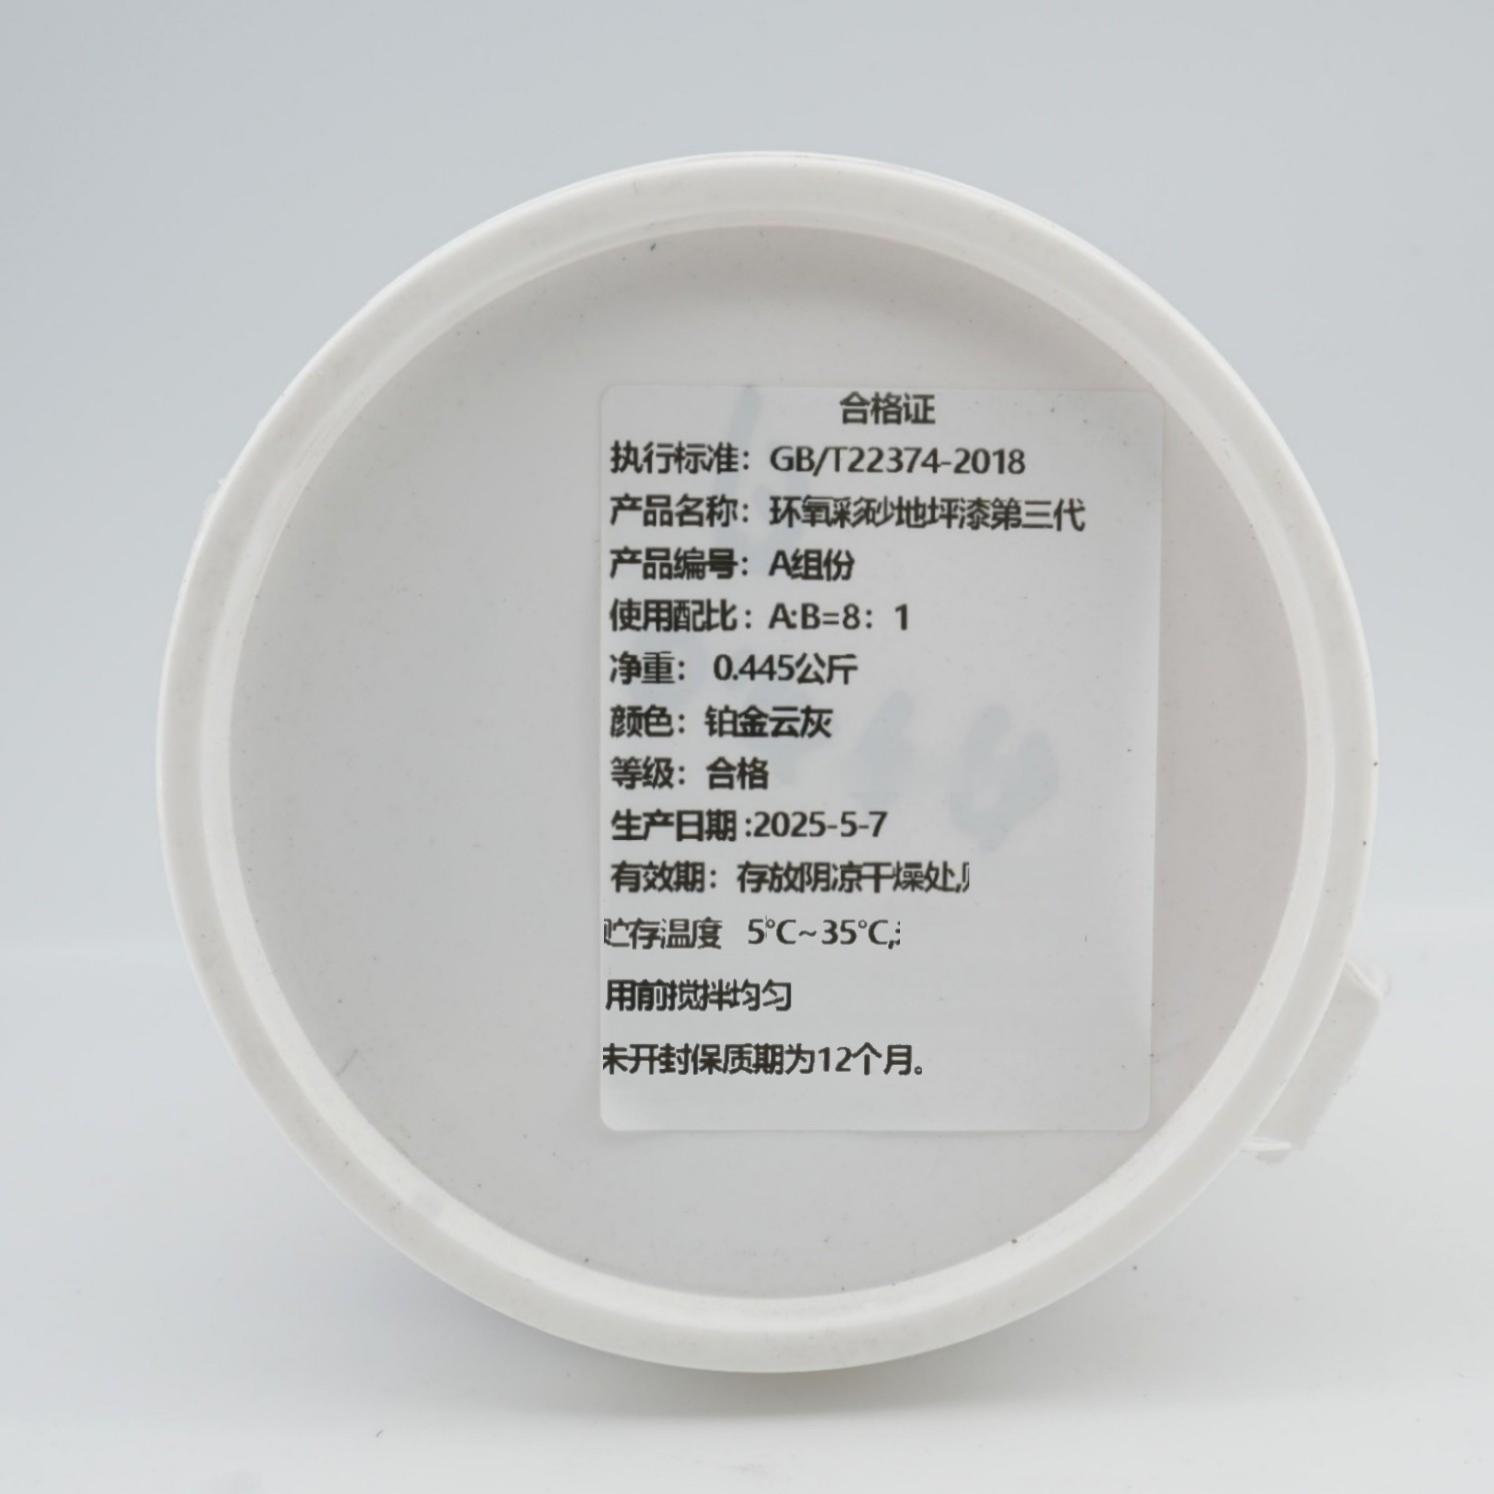 合格证
执行标准：GB/T22374-2018
产品名称：环氧彩砂地坪漆第三代
产品编号：A组份
使用配比：A:B=8：1
净重：0.445公斤
颜色：铂金云灰
等级：合格
生产日期:2025-5-7
有效期：存放阴凉干燥处,
贮存温度 5°C~35°C,
用前搅拌均匀
未开封保质期为12个月。